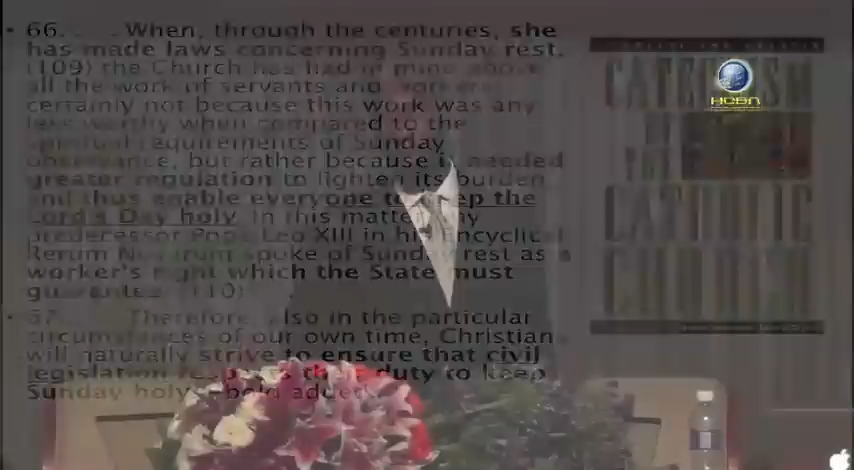 66. When, through the centuries, she
has made laws concerning Sunday rest,
(109) the Church has had in mind above
all the work of servants and workers,
certainly not because this work was any
less worthy when compared to the
spiritual requirements of Sunday
observance, but rather because it needed
greater regulation to lighten its burden
and thus enable everyone to keep the
Lord's Day holy. In this matter, my
predecessor Pope Leo XIII in his Encyclical
Rerum Novarum spoke of Sunday rest as a
worker's right which the State must
guarantee. (110)
67. Therefore, also in the particular
circumstances of our own time, Christians
will naturally strive to ensure that civil
legislation respects their duty to keep
Sunday holy - bold added
CATECHISM
OF
THE
CATHOLIC
CHURCH
HCBN